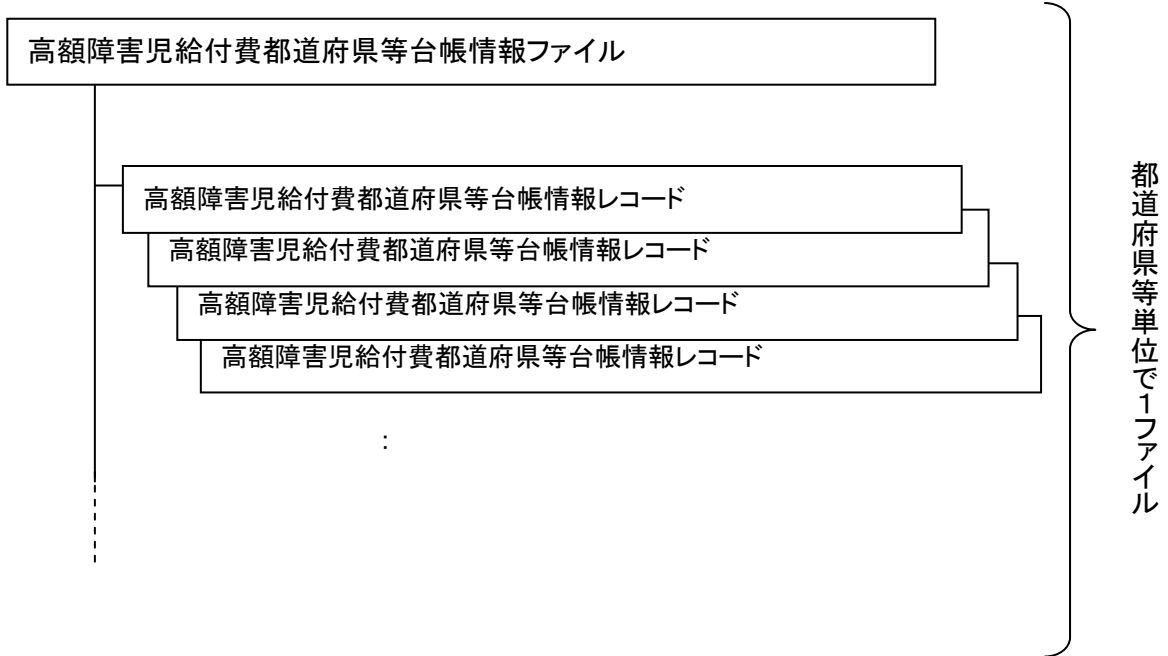 高額障害児給付費都道府県等台帳情報ファイル
高額障害児給付費都道府県等台帳情報レコード
高額障害児給付費都道府県等台帳情報レコード
高額障害児給付費都道府県等台帳情報レコード
高額障害児給付費都道府県等台帳情報レコード
:
都道府県等単位で1ファイル